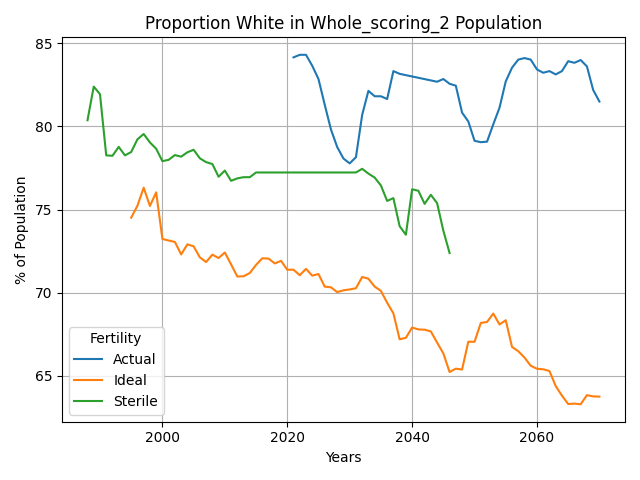 Proportion White in Whole_scoring_2 Population
% of Population
85
80
75
70
65
Fertility
Actual
Ideal
Sterile
2000
2020
2040
2060
Years